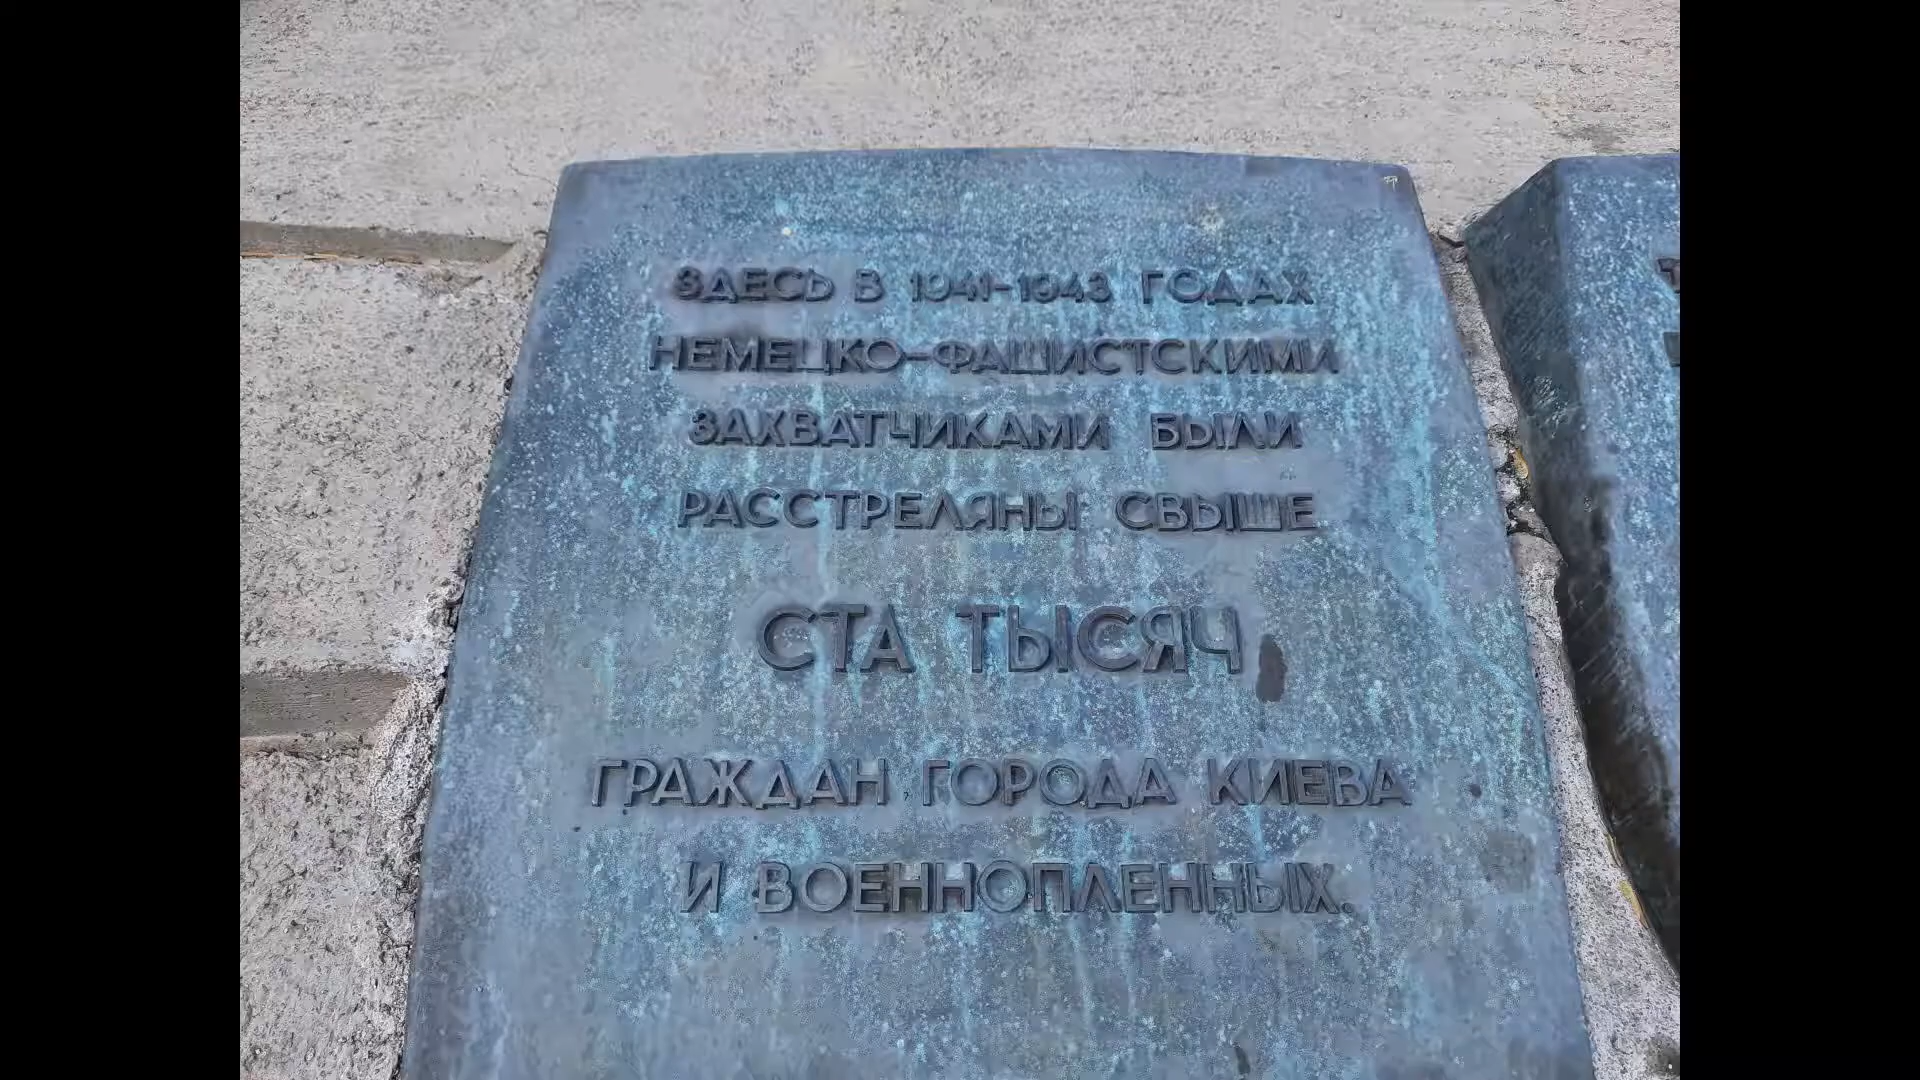 ЗДЕСЬ В 1941-1943 ГОДАХ
НЕМЕЦКО-ФАШИСТСКИМИ
ЗАХВАТЧИКАМИ БЫЛИ
РАССТРЕЛЯНЫ СВЫШЕ
СТА ТЫСЯЧ
ГРАЖДАН ГОРОДА КИЕВА
И ВОЕННОПЛЕННЫХ.